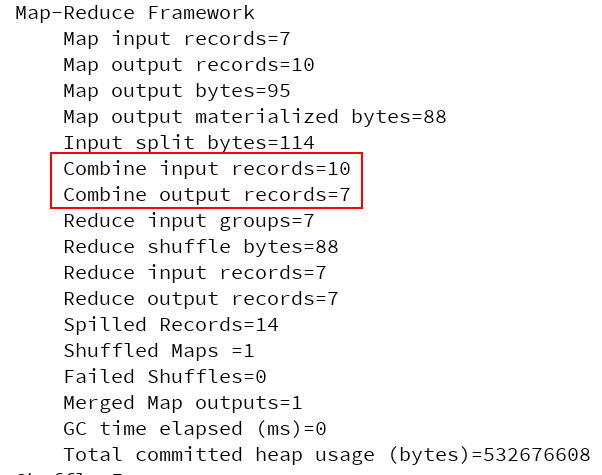 Map-Reduce Framework
Map input records=7
Map output records=10
Map output bytes=95
Map output materialized bytes=88
Input split bytes=114
Combine input records=10
Combine output records=7
Reduce input groups=7
Reduce shuffle bytes=88
Reduce input records=7
Reduce output records=7
Spilled Records=14
Shuffled Maps =1
Failed Shuffles=0
Merged Map outputs=1
GC time elapsed (ms)=0
Total committed heap usage (bytes)=532676608